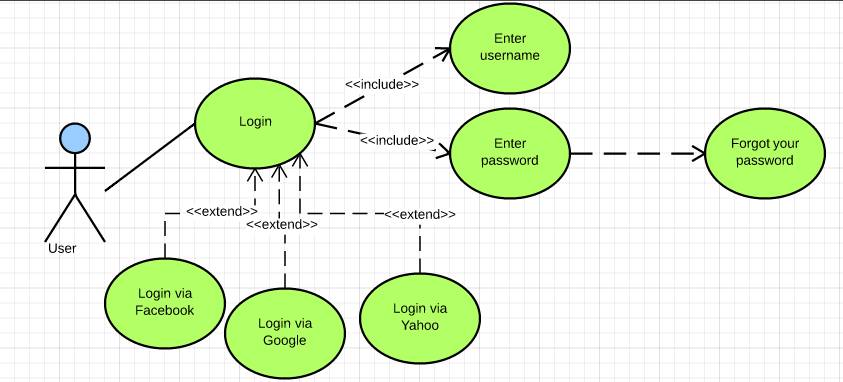 Enter
username
<<include>>
Login
<<include>>
Enter
password
Forgot your
password
User
<<extend>>
<<extend>>
<<extend>>
Login via
Facebook
Login via
Google
Login via
Yahoo